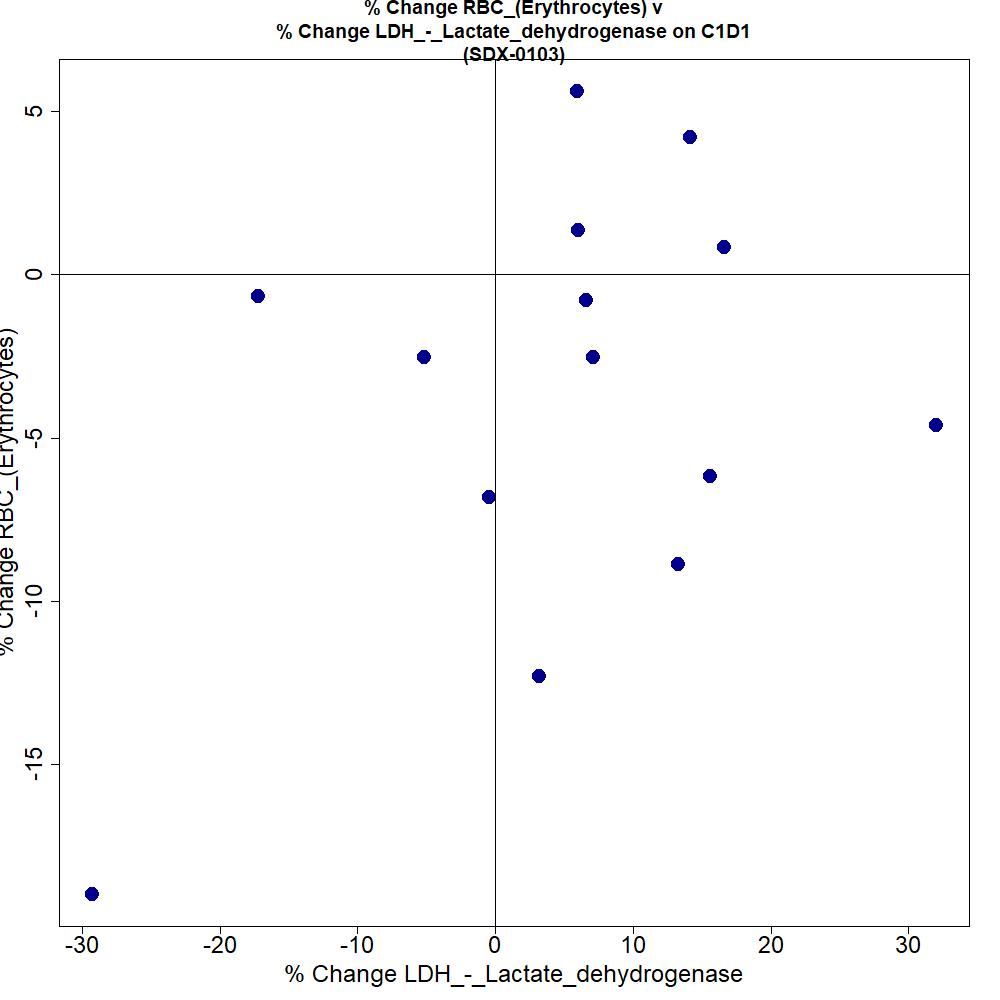 % Change RBC_(Erythrocytes) v
% Change LDH_-_Lactate_dehydrogenase on C1D1
(SDX-0103)
% Change RBC_(Erythrocytes)
5
0
-5
-10
-15
-30
-20
-10
0
10
20
30
% Change LDH_-_Lactate_dehydrogenase